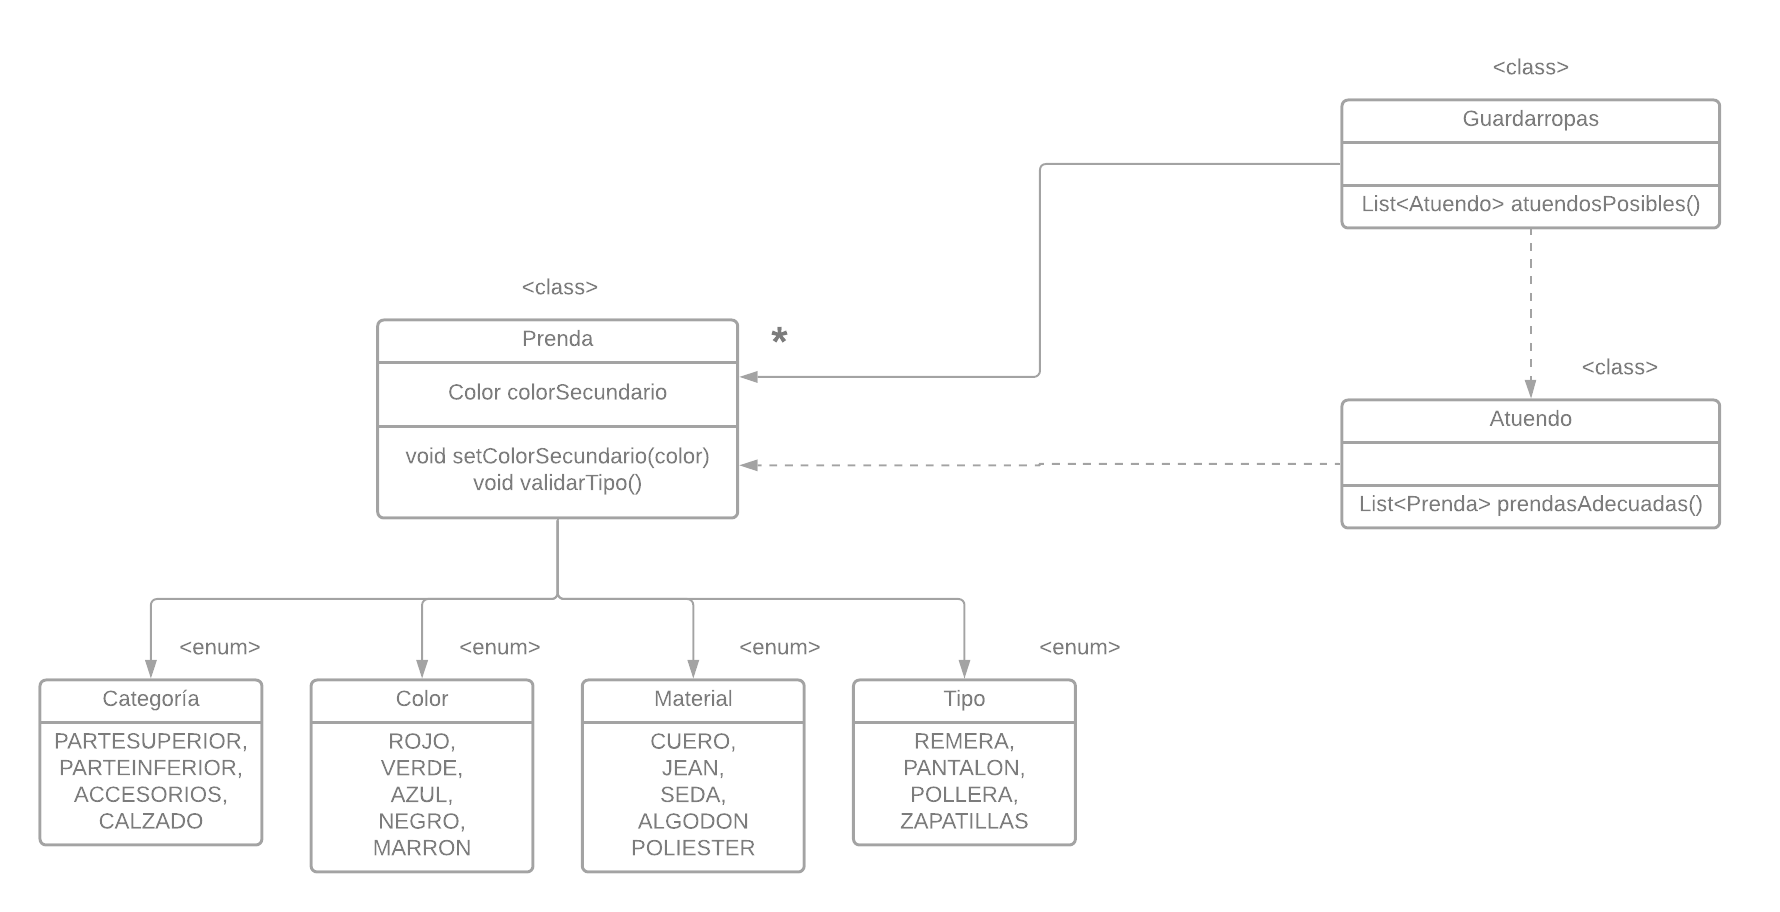 <class>
Guardarropas
List<Atuendo> atuendosPosibles()
<class>
Prenda
*
Color colorSecundario
void setColorSecundario(color)
void validarTipo()
<class>
Atuendo
List<Prenda> prendasAdecuadas()
<enum>
Categoría
PARTESUPERIOR,
PARTEINFERIOR,
ACCESORIOS,
CALZADO
<enum>
Color
ROJO,
VERDE,
AZUL,
NEGRO,
MARRON
<enum>
Material
CUERO,
JEAN,
SEDA,
ALGODON
POLIESTER
<enum>
Tipo
REMERA,
PANTALON,
POLLERA,
ZAPATILLAS